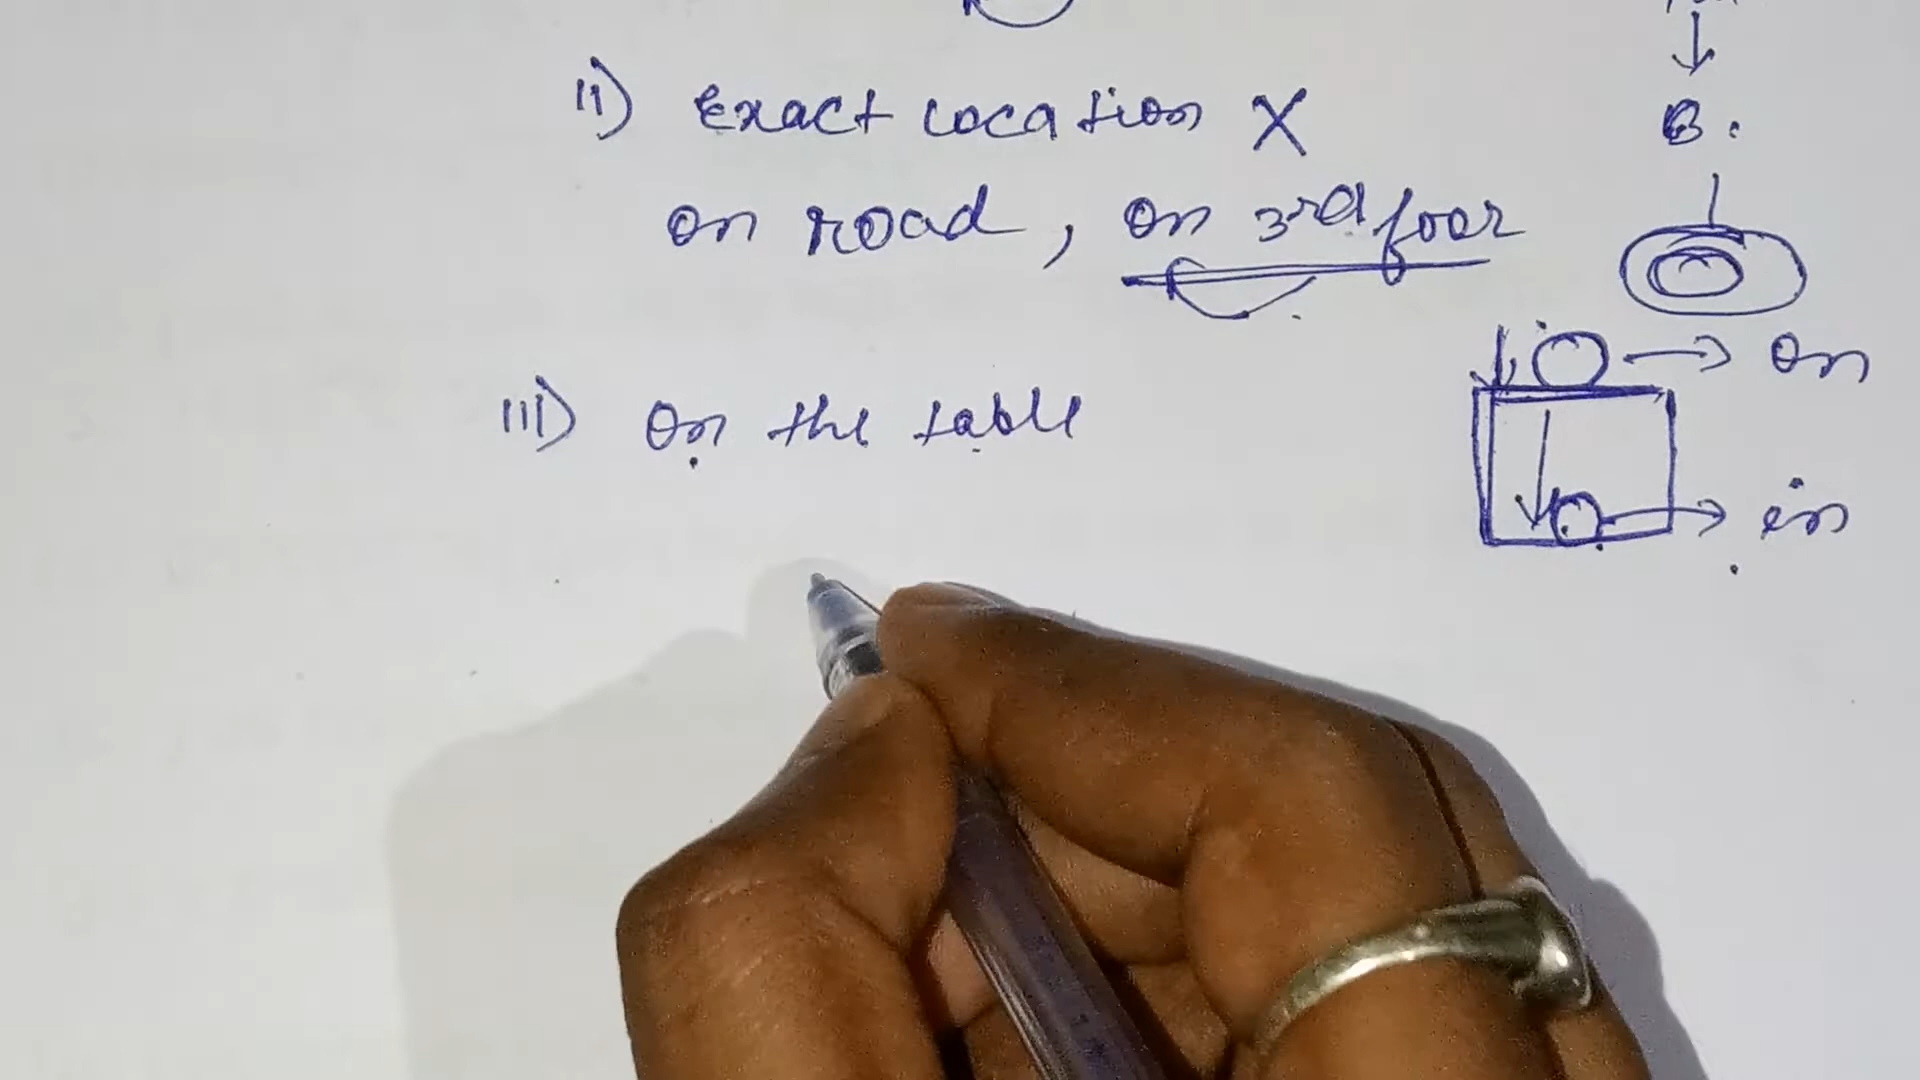 II) Exact location X
on road, on 3rd foor
III) On the table
B.
on
in